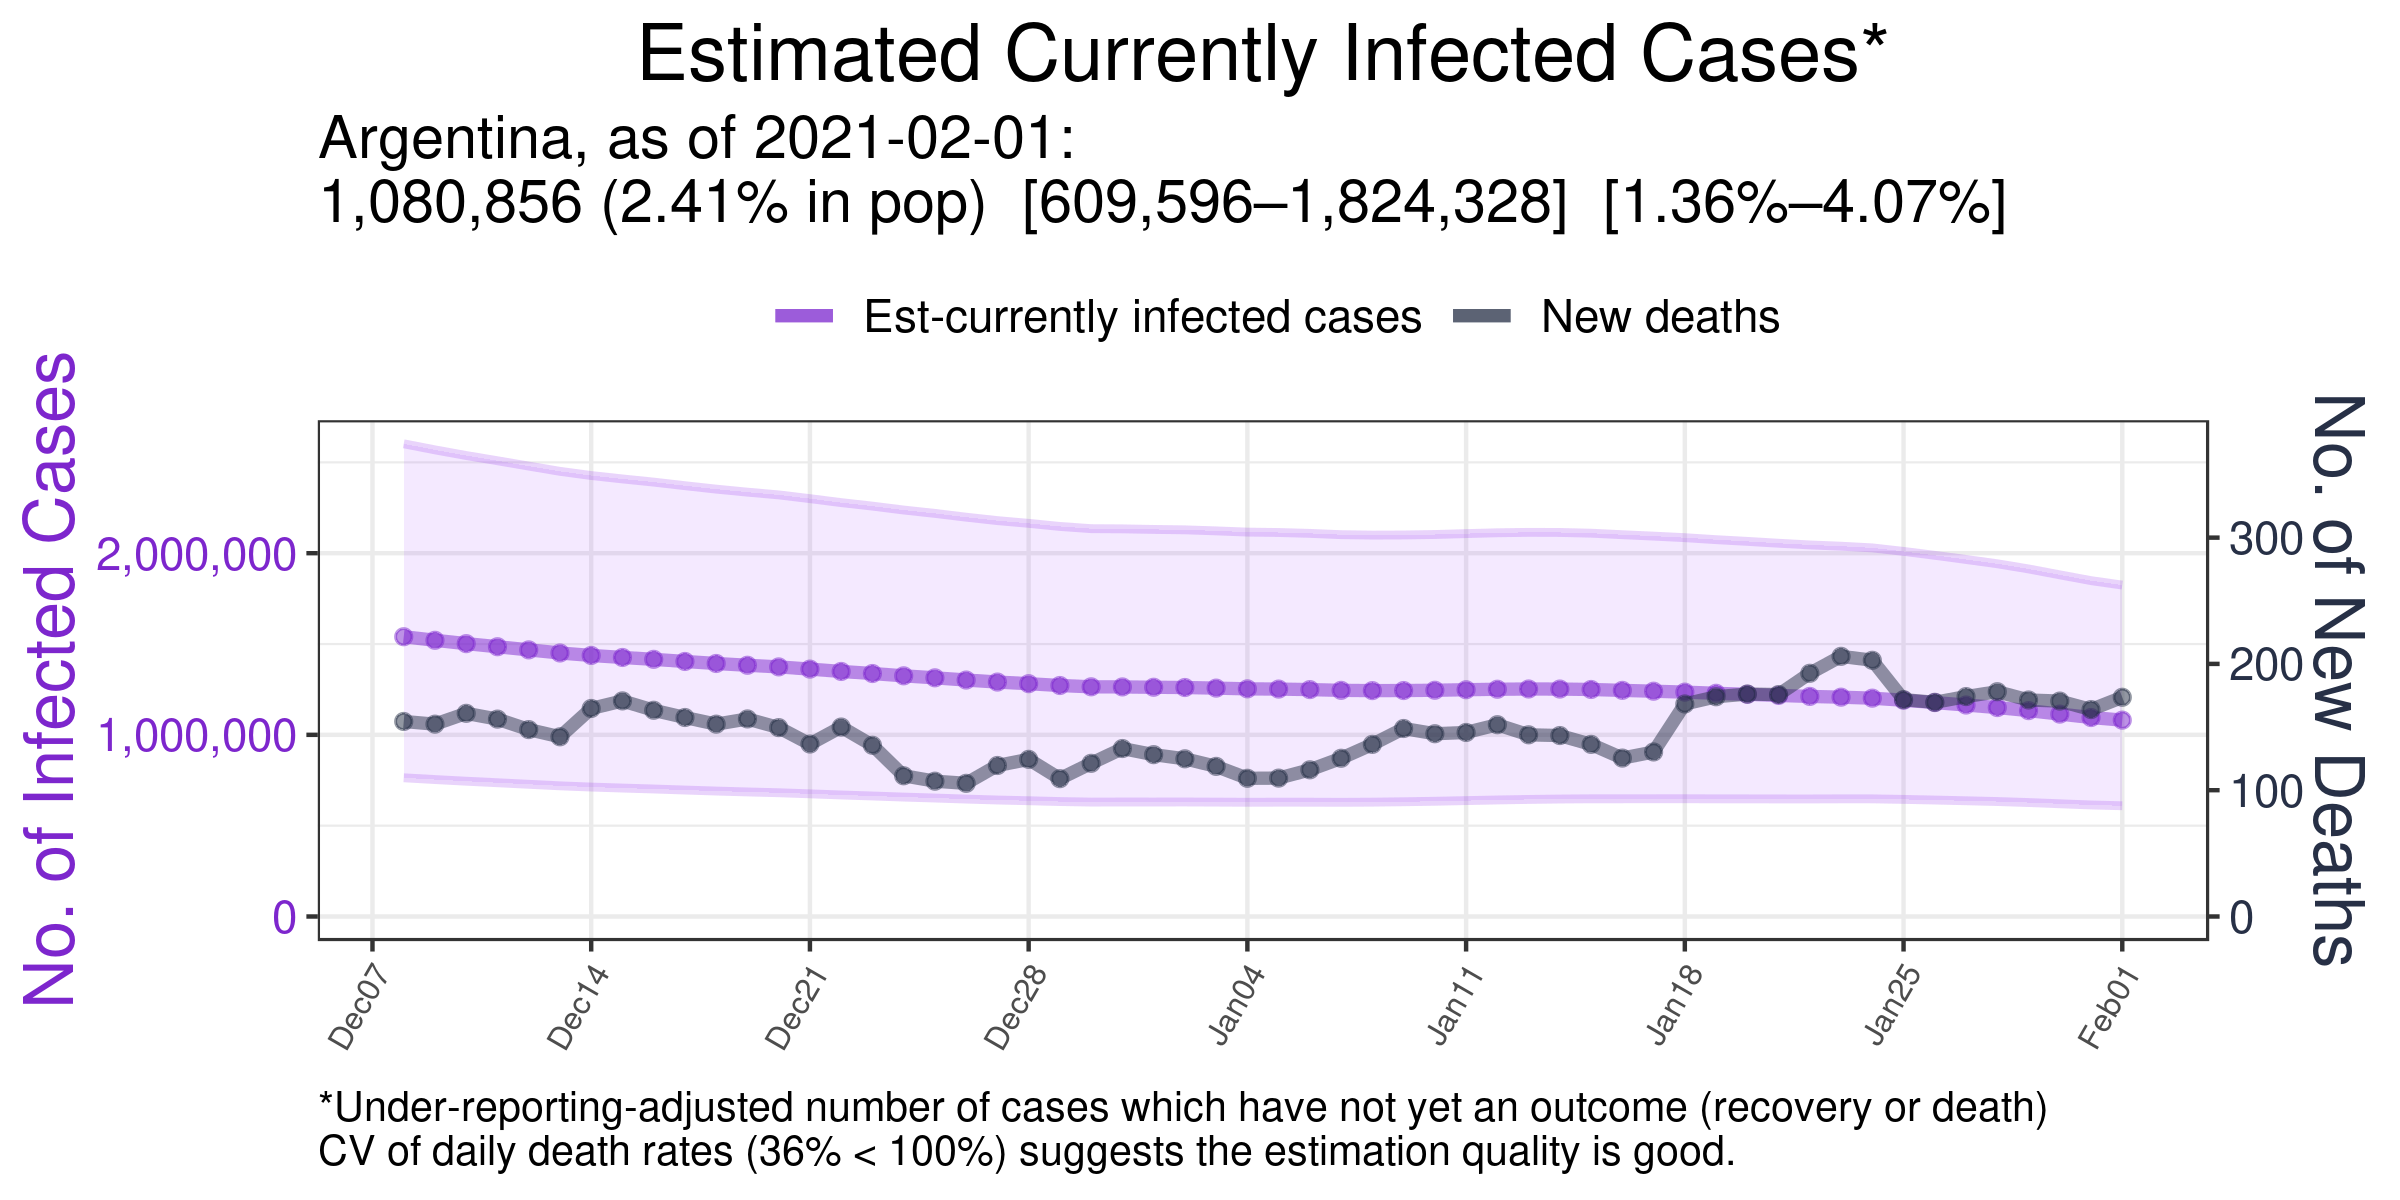 Estimated Currently Infected Cases*
Argentina, as of 2021-02-01:
1,080,856 (2.41% in pop)  [609,596–1,824,328]  [1.36%–4.07%]
Est-currently infected cases
New deaths
No. of Infected Cases
2,000,000
1,000,000
0
No. of New Deaths
300
200
100
0
Dec07
Dec14
Dec21
Dec28
Jan04
Jan11
Jan18
Jan25
Feb01
*Under-reporting-adjusted number of cases which have not yet an outcome (recovery or death)
CV of daily death rates (36% < 100%) suggests the estimation quality is good.